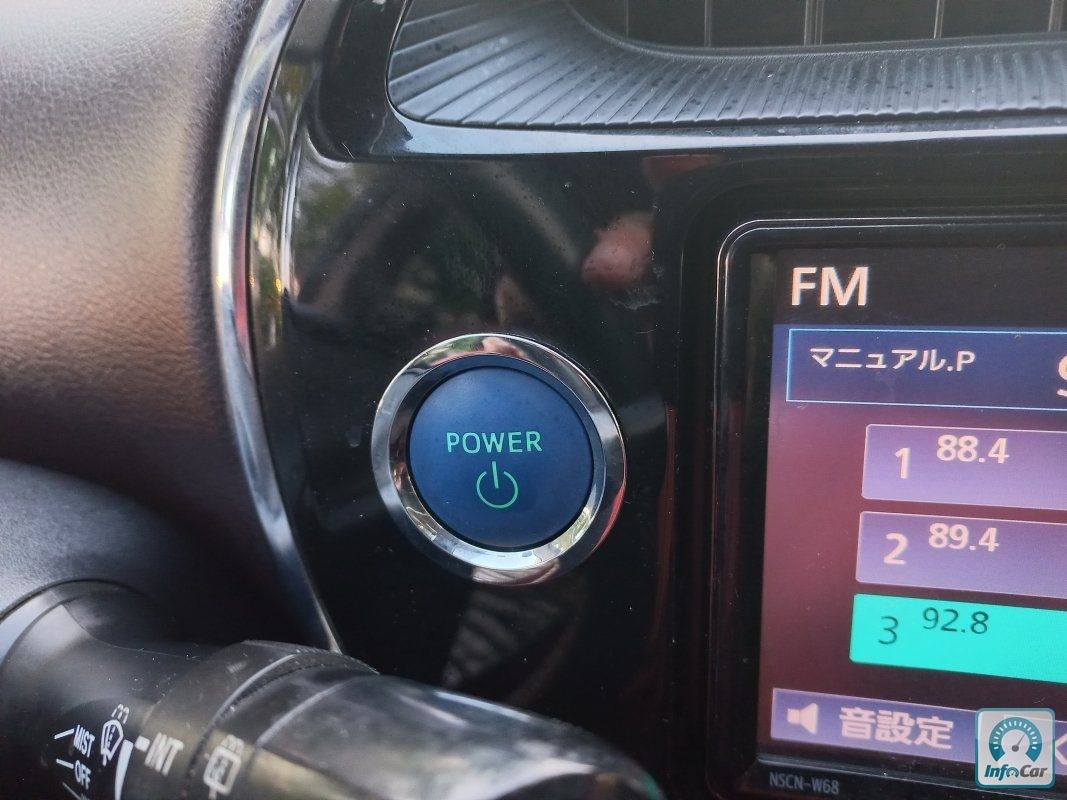 FM
マニュアル.P
1 88.4
2 89.4
3 92.8
音設定
NSCN-W68
POWER
MIST
INT
OFF
InfoCar